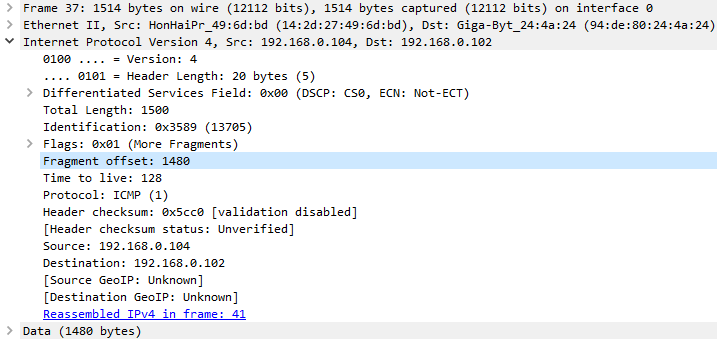 Frame 37: 1514 bytes on wire (12112 bits), 1514 bytes captured (12112 bits) on interface 0
Ethernet II, Src: HonHaiPr_49:6d:bd (14:2d:27:49:6d:bd), Dst: Giga-Byt_24:4a:24 (94:de:80:24:4a:24)
Internet Protocol Version 4, Src: 192.168.0.104, Dst: 192.168.0.102
0100 .... = Version: 4
.... 0101 = Header Length: 20 bytes (5)
Differentiated Services Field: 0x00 (DSCP: CS0, ECN: Not-ECT)
Total Length: 1500
Identification: 0x3589 (13705)
Flags: 0x01 (More Fragments)
Fragment offset: 1480
Time to live: 128
Protocol: ICMP (1)
Header checksum: 0x5cc0 [validation disabled]
[Header checksum status: Unverified]
Source: 192.168.0.104
Destination: 192.168.0.102
[Source GeoIP: Unknown]
[Destination GeoIP: Unknown]
Reassembled IPv4 in frame: 41
Data (1480 bytes)